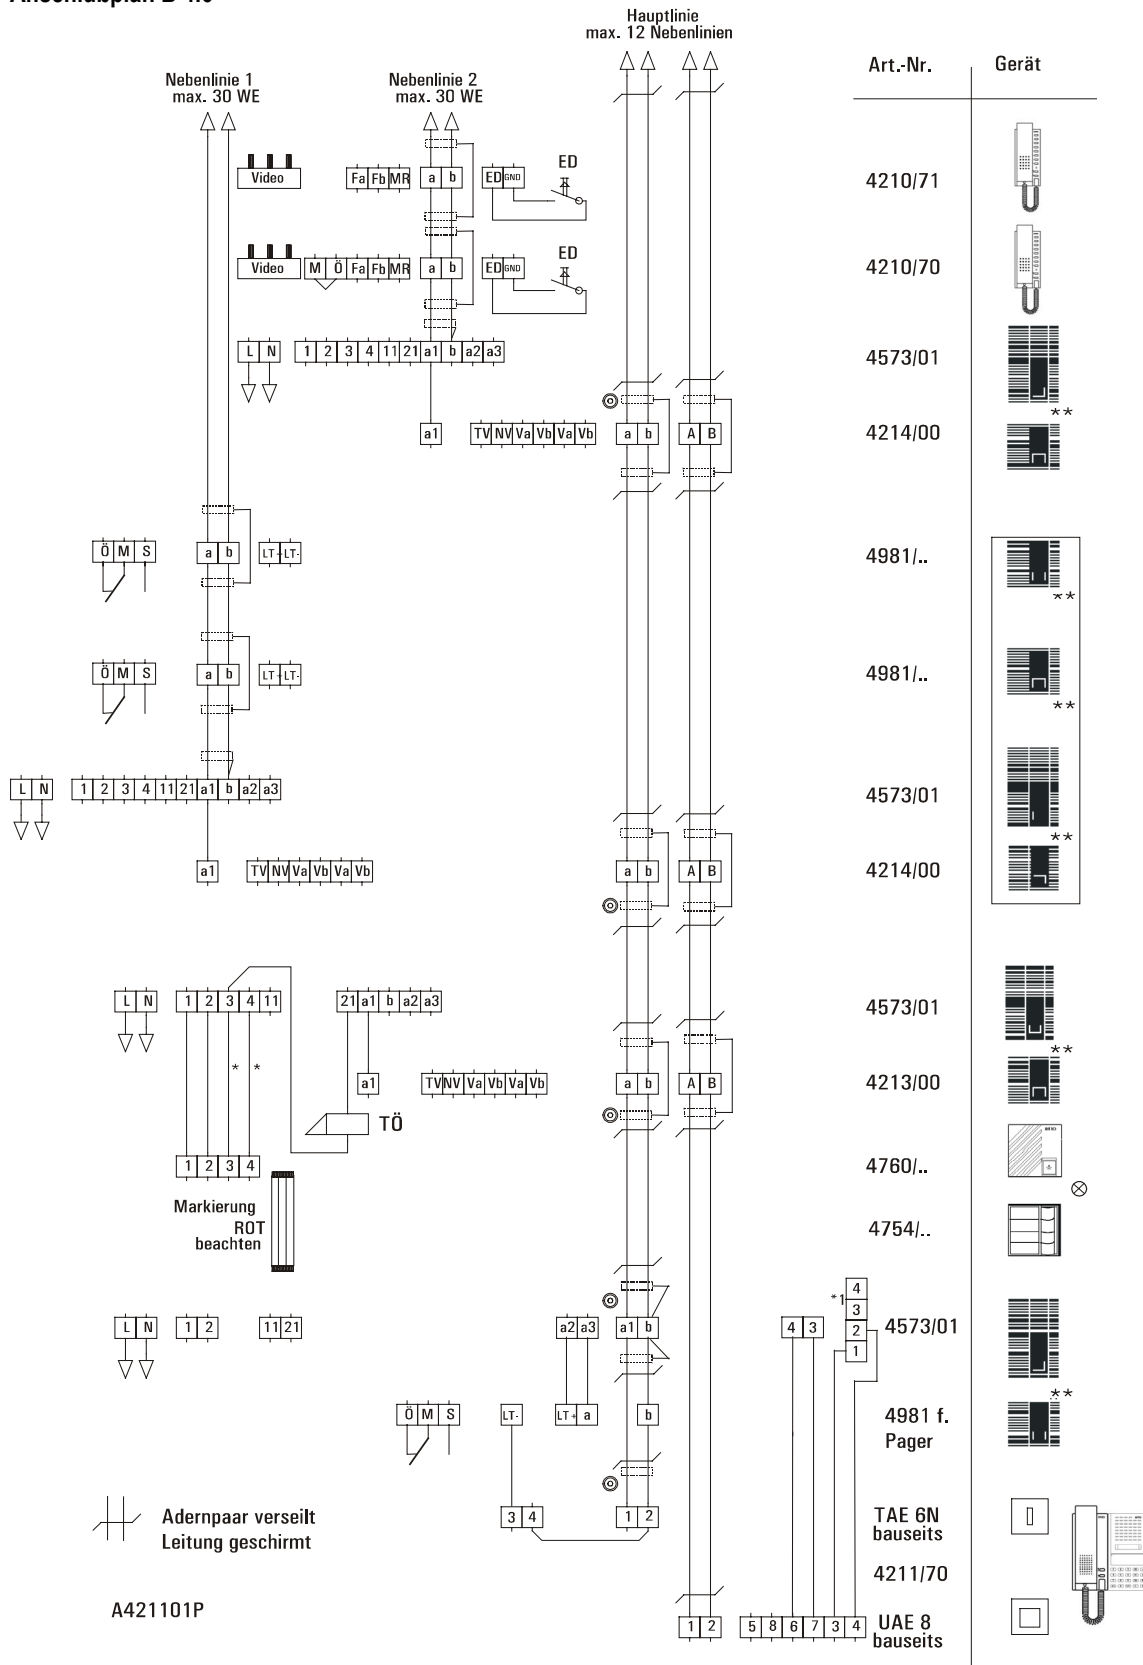 Hauptlinie
max. 12 Nebenlinien
Art.-Nr. Gerät
Nebenlinie 1
max. 30 WE
Nebenlinie 2
max. 30 WE
Video Fa Fb MR a b ED GND ED 4210/71
Video M Ö Fa Fb MR a b ED GND ED 4210/70
L N 1 2 3 4 11 21 a1 b a2 a3 4573/01
**
a1 TV NV Va Vb Va Vb a b A B 4214/00
Ö M S a b LT+ LT- 4981/..
**
Ö M S a b LT+ LT- 4981/..
**
L N 1 2 3 4 11 21 a1 b a2 a3 4573/01
**
a1 TV NV Va Vb Va Vb a b A B 4214/00
L N 1 2 3 4 11 21 a1 b a2 a3 4573/01
**
* *
a1 TV NV Va Vb Va Vb a b A B 4213/00
TÖ
1 2 3 4 4760/..
Markierung
ROT
beachten
4754/..
*1 4 3 2 1
L N 1 2 11 21 a2 a3 a1 b 4 3 4573/01
**
Ö M S LT- LT+ a b 4981 f.
Pager
3 4 1 2 TAE 6N
bauseits
Adernpaar verseilt
Leitung geschirmt
4211/70
A421101P
1 2 5 8 6 7 3 4 UAE 8
bauseits